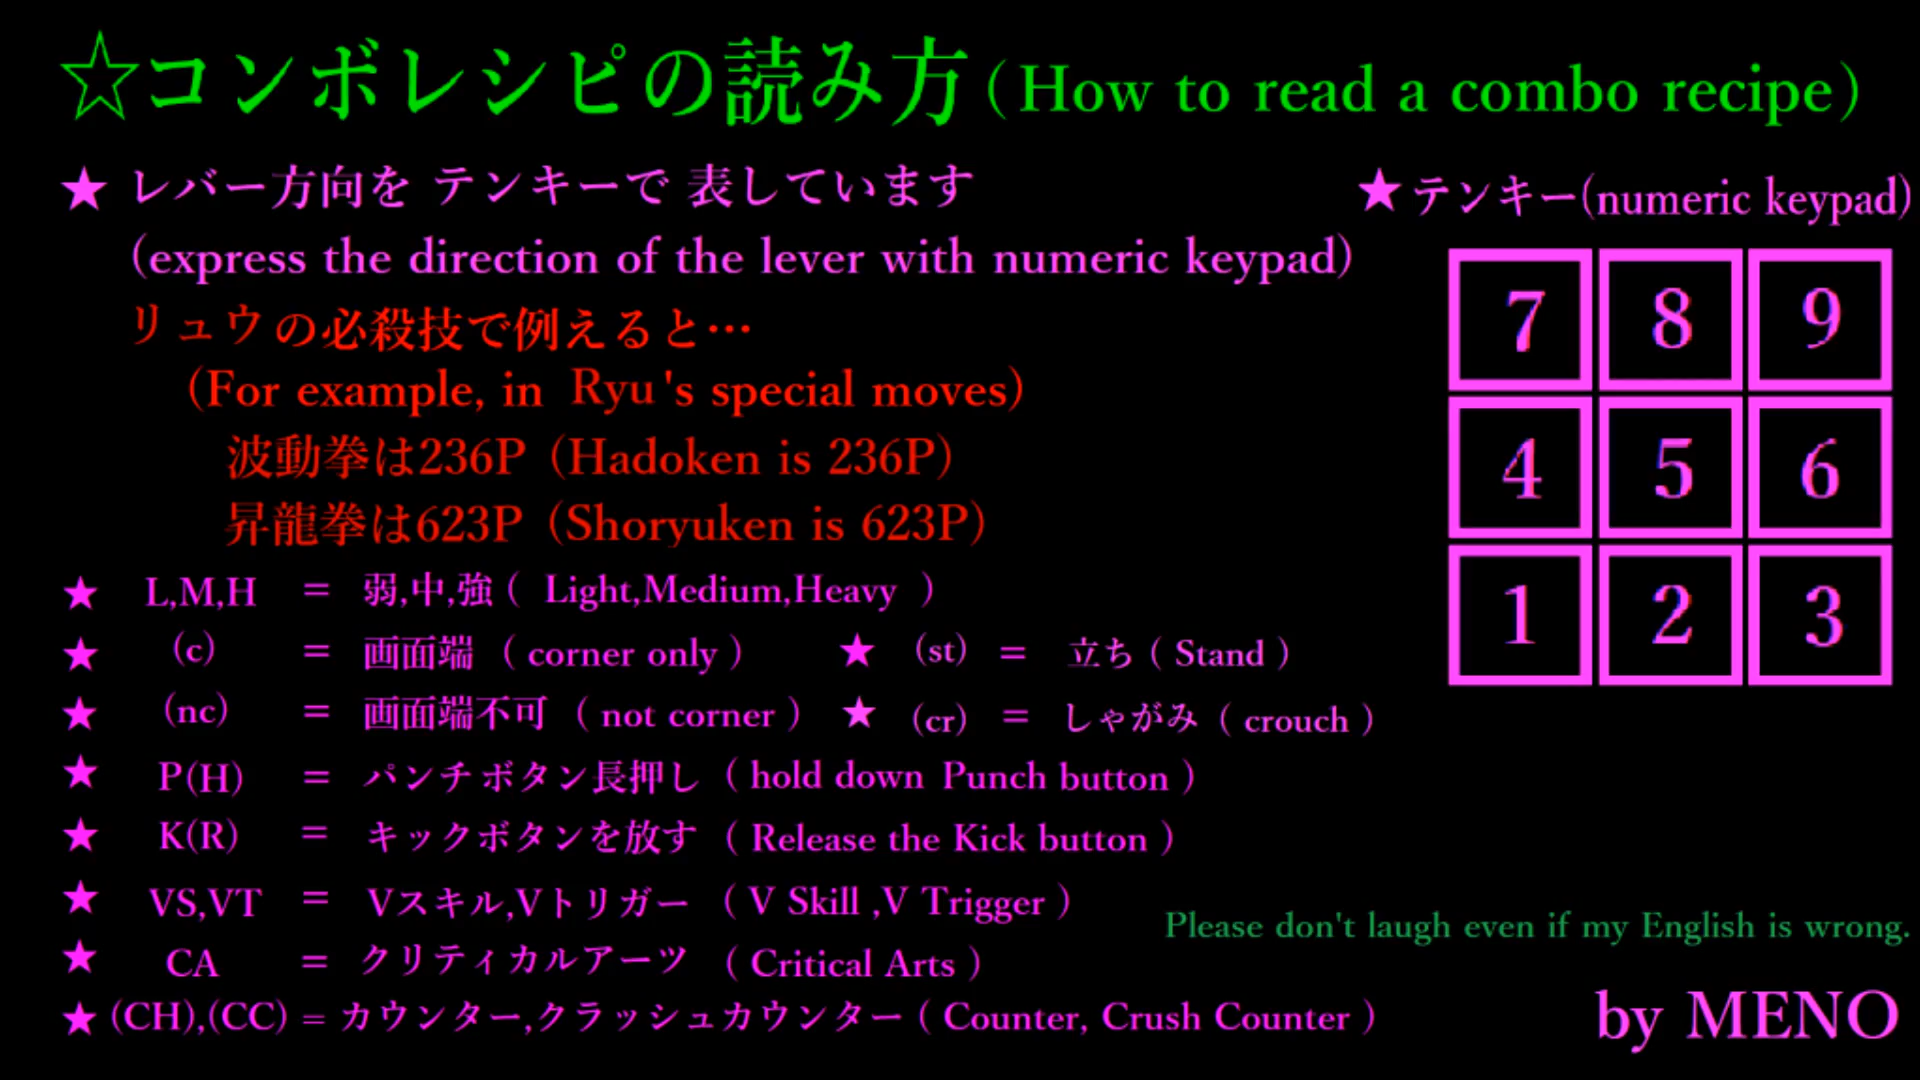 ☆コンボレシピの読み方(How to read a combo recipe)
★ レバー方向を テンキーで 表しています
(express the direction of the lever with numeric keypad)
リュウの必殺技で例えると…
(For example, in Ryu's special moves)
波動拳は236P (Hadoken is 236P)
昇龍拳は623P (Shoryuken is 623P)
★テンキー(numeric keypad)
7 8 9
4 5 6
1 2 3
★ L,M,H = 弱,中,強 ( Light,Medium,Heavy )
★ (c) = 画面端 ( corner only ) ★ (st) = 立ち ( Stand )
★ (nc) = 画面端不可 ( not corner ) ★ (cr) = しゃがみ ( crouch )
★ P(H) = パンチボタン長押し ( hold down Punch button )
★ K(R) = キックボタンを放す ( Release the Kick button )
★ VS,VT = Vスキル,Vトリガー ( V Skill ,V Trigger )
★ CA = クリティカルアーツ ( Critical Arts )
★ (CH),(CC) = カウンター,クラッシュカウンター ( Counter, Crush Counter )
Please don't laugh even if my English is wrong.
by MENO